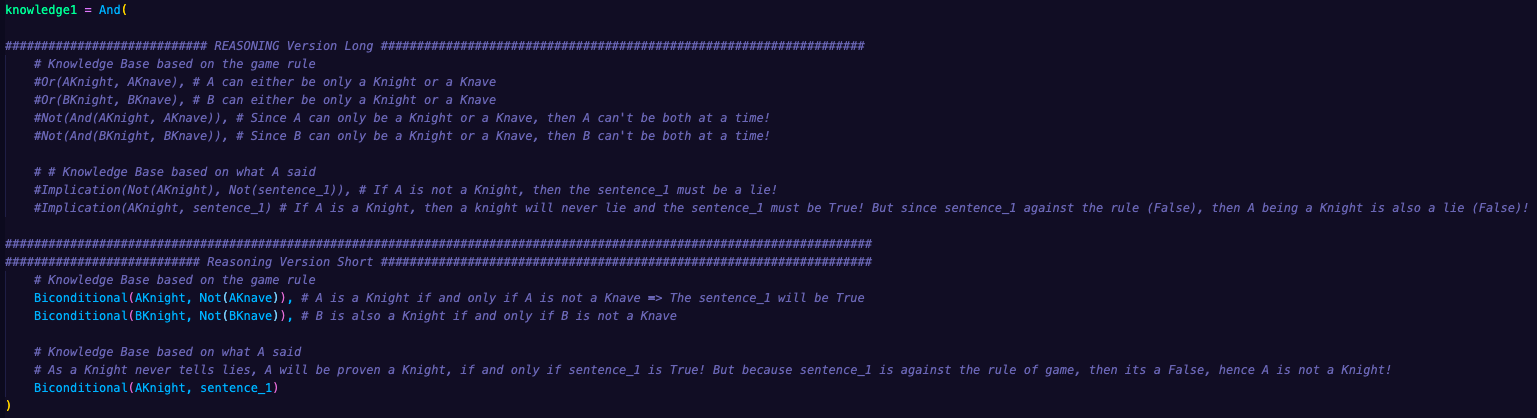 knowledge1 = And(
############################ REASONING Version Long ###################################################################
# Knowledge Base based on the game rule
#Or(AKnight, AKnave), # A can either be only a Knight or a Knave
#Or(BKnight, BKnave), # B can either be only a Knight or a Knave
#Not(And(AKnight, AKnave)), # Since A can only be a Knight or a Knave, then A can't be both at a time!
#Not(And(BKnight, BKnave)), # Since B can only be a Knight or a Knave, then B can't be both at a time!
# # Knowledge Base based on what A said
#Implication(Not(AKnight), Not(sentence_1)), # If A is not a Knight, then the sentence_1 must be a lie!
#Implication(AKnight, sentence_1) # If A is a Knight, then a knight will never lie and the sentence_1 must be True! But since sentence_1 against the rule (False), then A being a Knight is also a lie (False)!
########################################################################################################################
########################### Reasoning Version Short ####################################################################
# Knowledge Base based on the game rule
Biconditional(AKnight, Not(AKnave)), # A is a Knight if and only if A is not a Knave => The sentence_1 will be True
Biconditional(BKnight, Not(BKnave)), # B is also a Knight if and only if B is not a Knave
# Knowledge Base based on what A said
# As a Knight never tells lies, A will be proven a Knight, if and only if sentence_1 is True! But because sentence_1 is against the rule of game, then its a False, hence A is not a Knight!
Biconditional(AKnight, sentence_1)
)